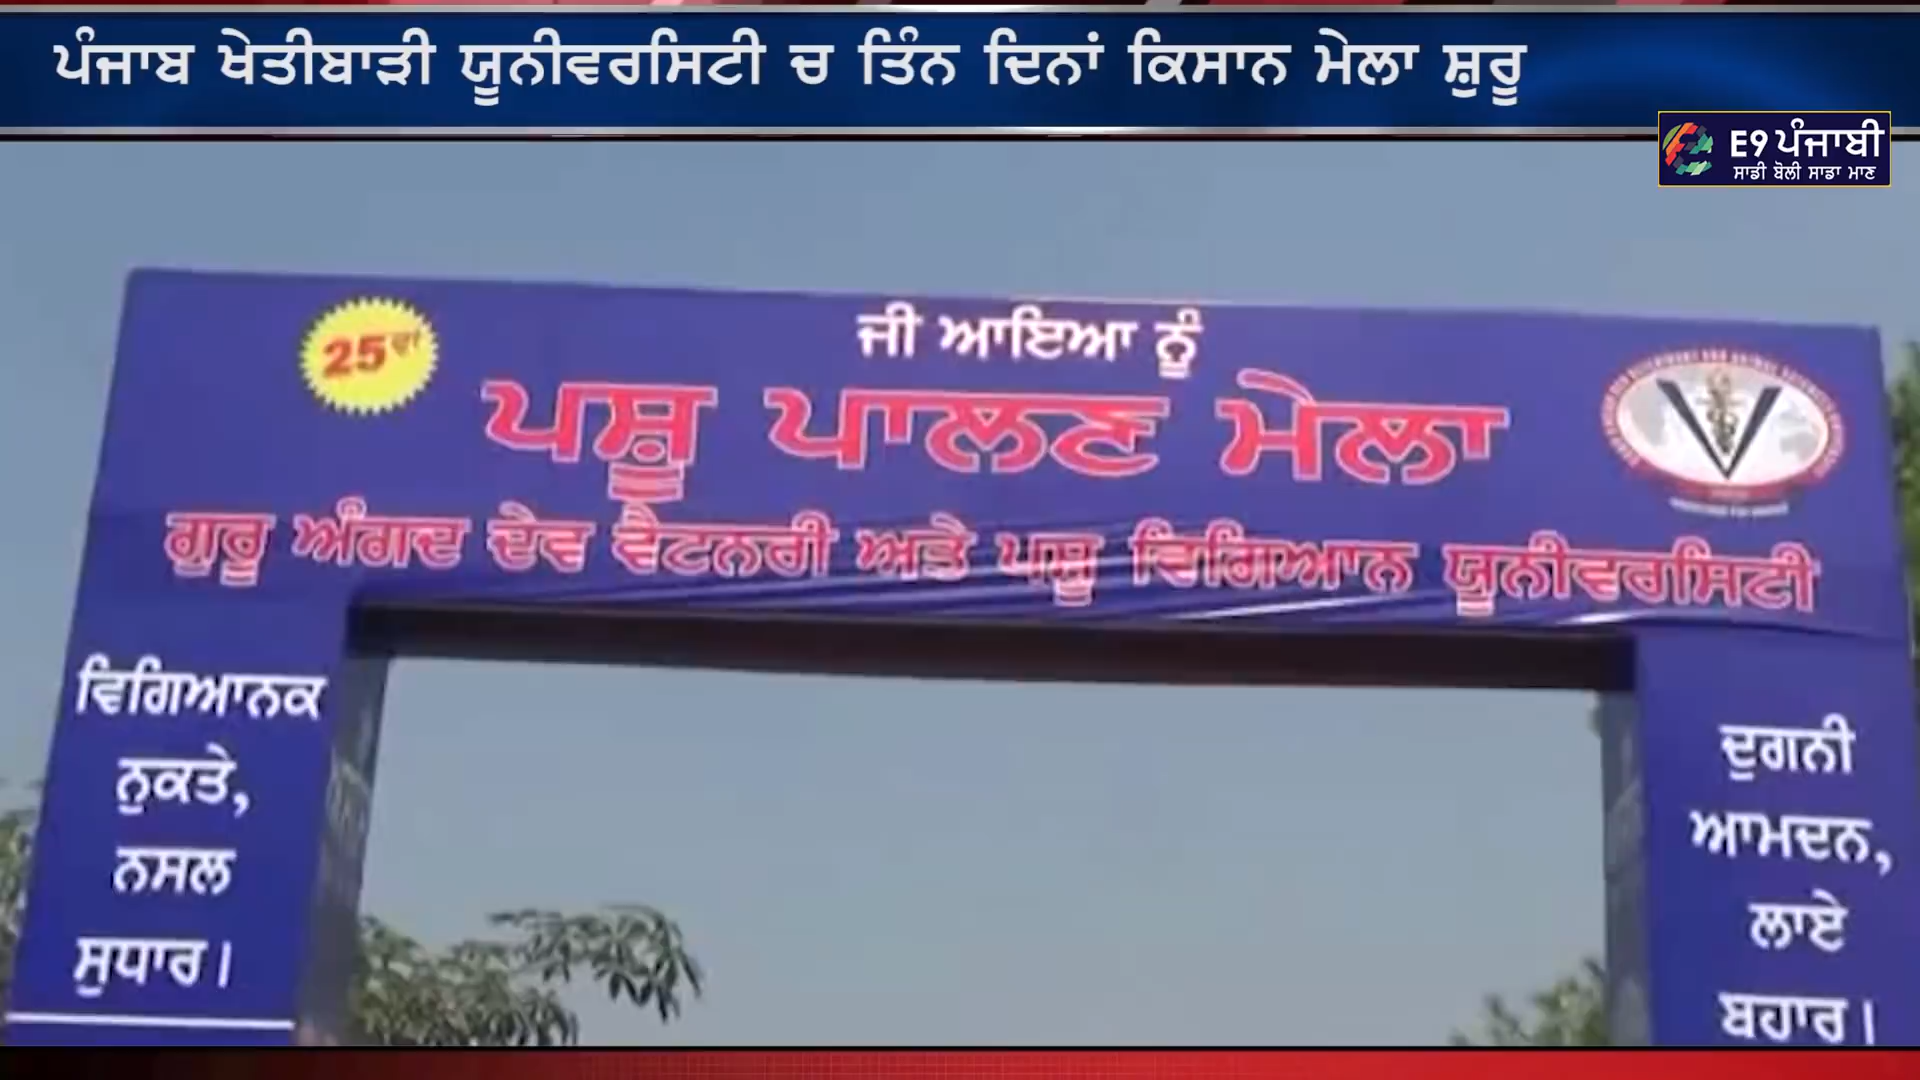 ਪੰਜਾਬ ਖੇਤੀਬਾੜੀ ਯੂਨੀਵਰਸਿਟੀ ਚ ਤਿੰਨ ਦਿਨਾਂ ਕਿਸਾਨ ਮੇਲਾ ਸ਼ੁਰੂ
E9 ਪੰਜਾਬੀ
ਸਾਡੀ ਬੋਲੀ ਸਾਡਾ ਮਾਣ
25ਵਾਂ
ਜੀ ਆਇਆ ਨੂੰ
ਪਸ਼ੂ ਪਾਲਣ ਮੇਲਾ
ਗੁਰੂ ਅੰਗਦ ਦੇਵ ਵੈਟਨਰੀ ਅਤੇ ਪਸ਼ੂ ਵਿਗਿਆਨ ਯੂਨੀਵਰਸਿਟੀ
ਵਿਗਿਆਨਕ
ਨੁਕਤੇ,
ਨਸਲ
ਸੁਧਾਰ।
ਦੁਗਨੀ
ਆਮਦਨ,
ਲਾਏ
ਬਹਾਰ।